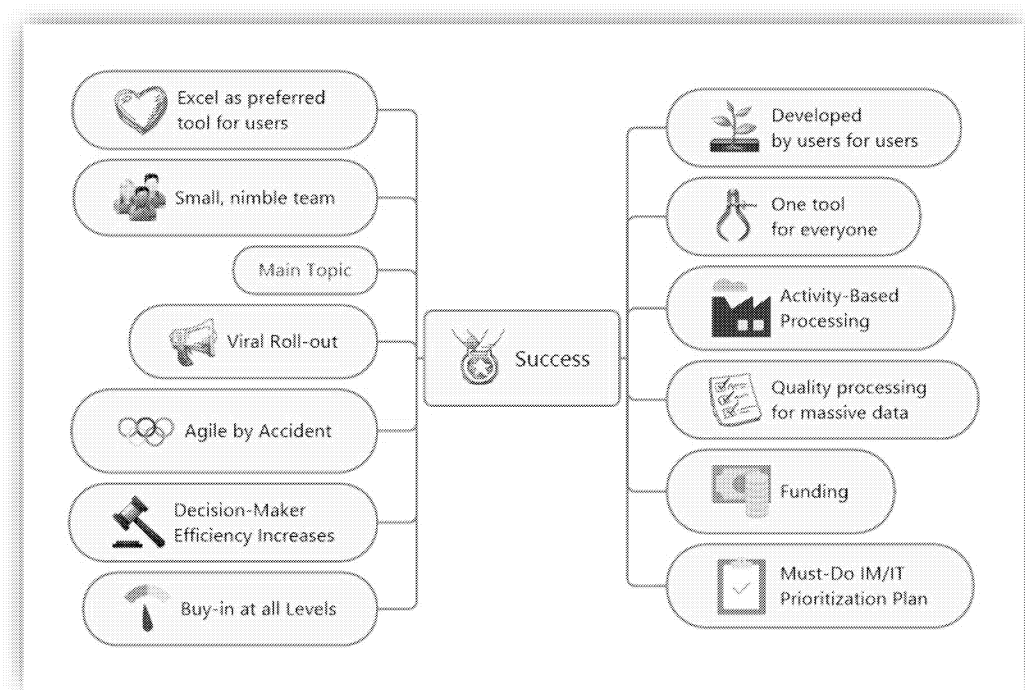 Excel as preferred
tool for users
Small, nimble team
Main Topic
Viral Roll-out
Agile by Accident
Decision-Maker
Efficiency Increases
Buy-in at all Levels
Success
Developed
by users for users
One tool
for everyone
Activity-Based
Processing
Quality processing
for massive data
Funding
Must-Do IM/IT
Prioritization Plan